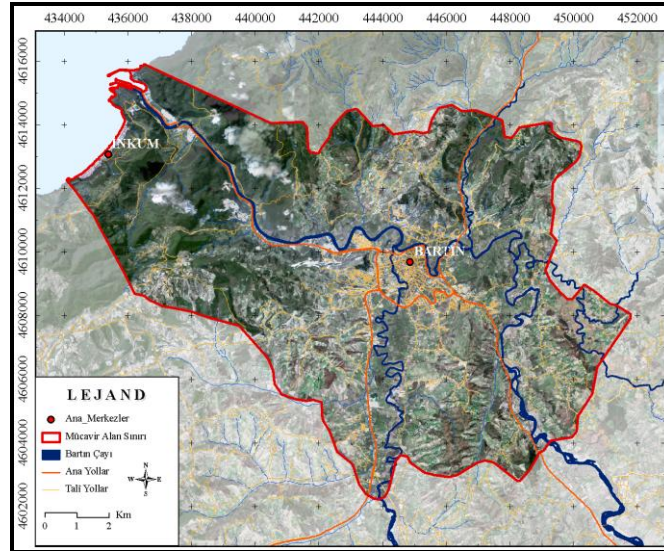 434000 436000 438000 440000 442000 444000 446000 448000 450000 452000
4616000
4614000
İNKUM
4612000
4610000
BARTIN
4608000
4606000
4604000
4602000
LEJAND
Ana_Merkezler
Mücavir Alan Sınırı
Bartın Çayı
Ana Yollar
Tali Yollar
N
W E
S
0 1 2 Km